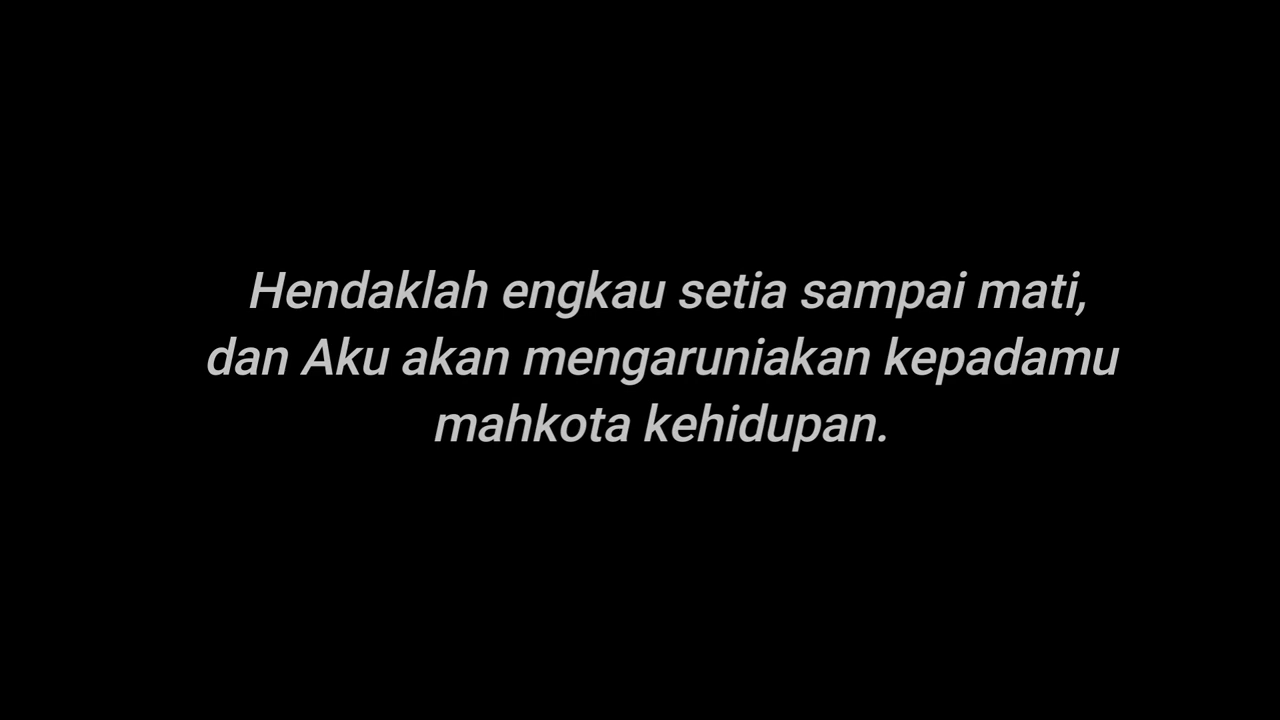 Hendaklah engkau setia sampai mati,
dan Aku akan mengaruniakan kepadamu
mahkota kehidupan.